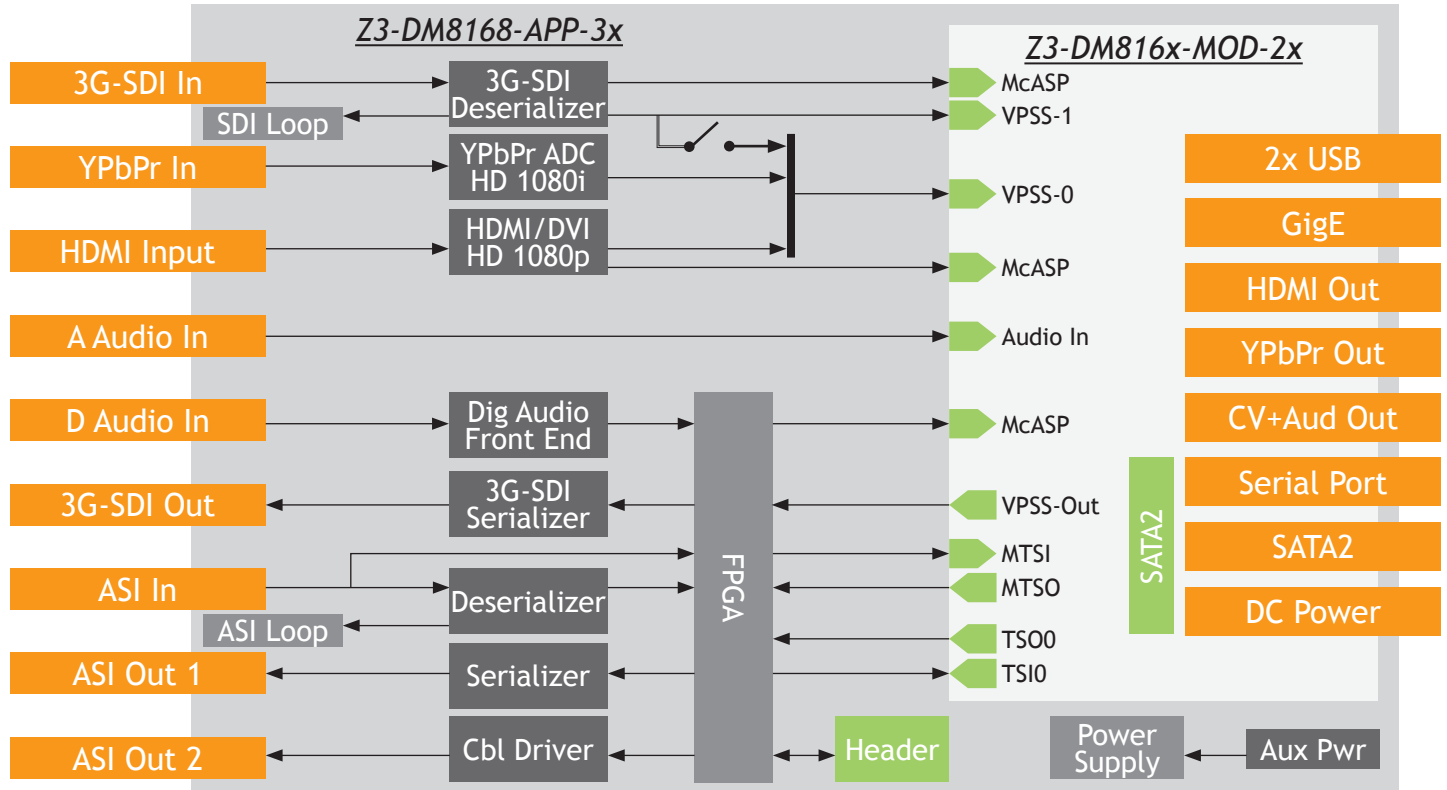 Z3-DM8168-APP-3x
Z3-DM816x-MOD-2x
3G-SDI In
3G-SDI
Deserializer
McASP
SDI Loop
VPSS-1
YPbPr In
YPbPr ADC
HD 1080i
VPSS-0
HDMI Input
HDMI/DVI
HD 1080p
McASP
A Audio In
Audio In
D Audio In
Dig Audio
Front End
McASP
3G-SDI Out
3G-SDI
Serializer
VPSS-Out
FPGA
MTSI
ASI In
Deserializer
MTSO
ASI Loop
TSO0
ASI Out 1
Serializer
TSI0
ASI Out 2
Cbl Driver
Header
SATA2
2x USB
GigE
HDMI Out
YPbPr Out
CV+Aud Out
Serial Port
SATA2
DC Power
Power
Supply
Aux Pwr